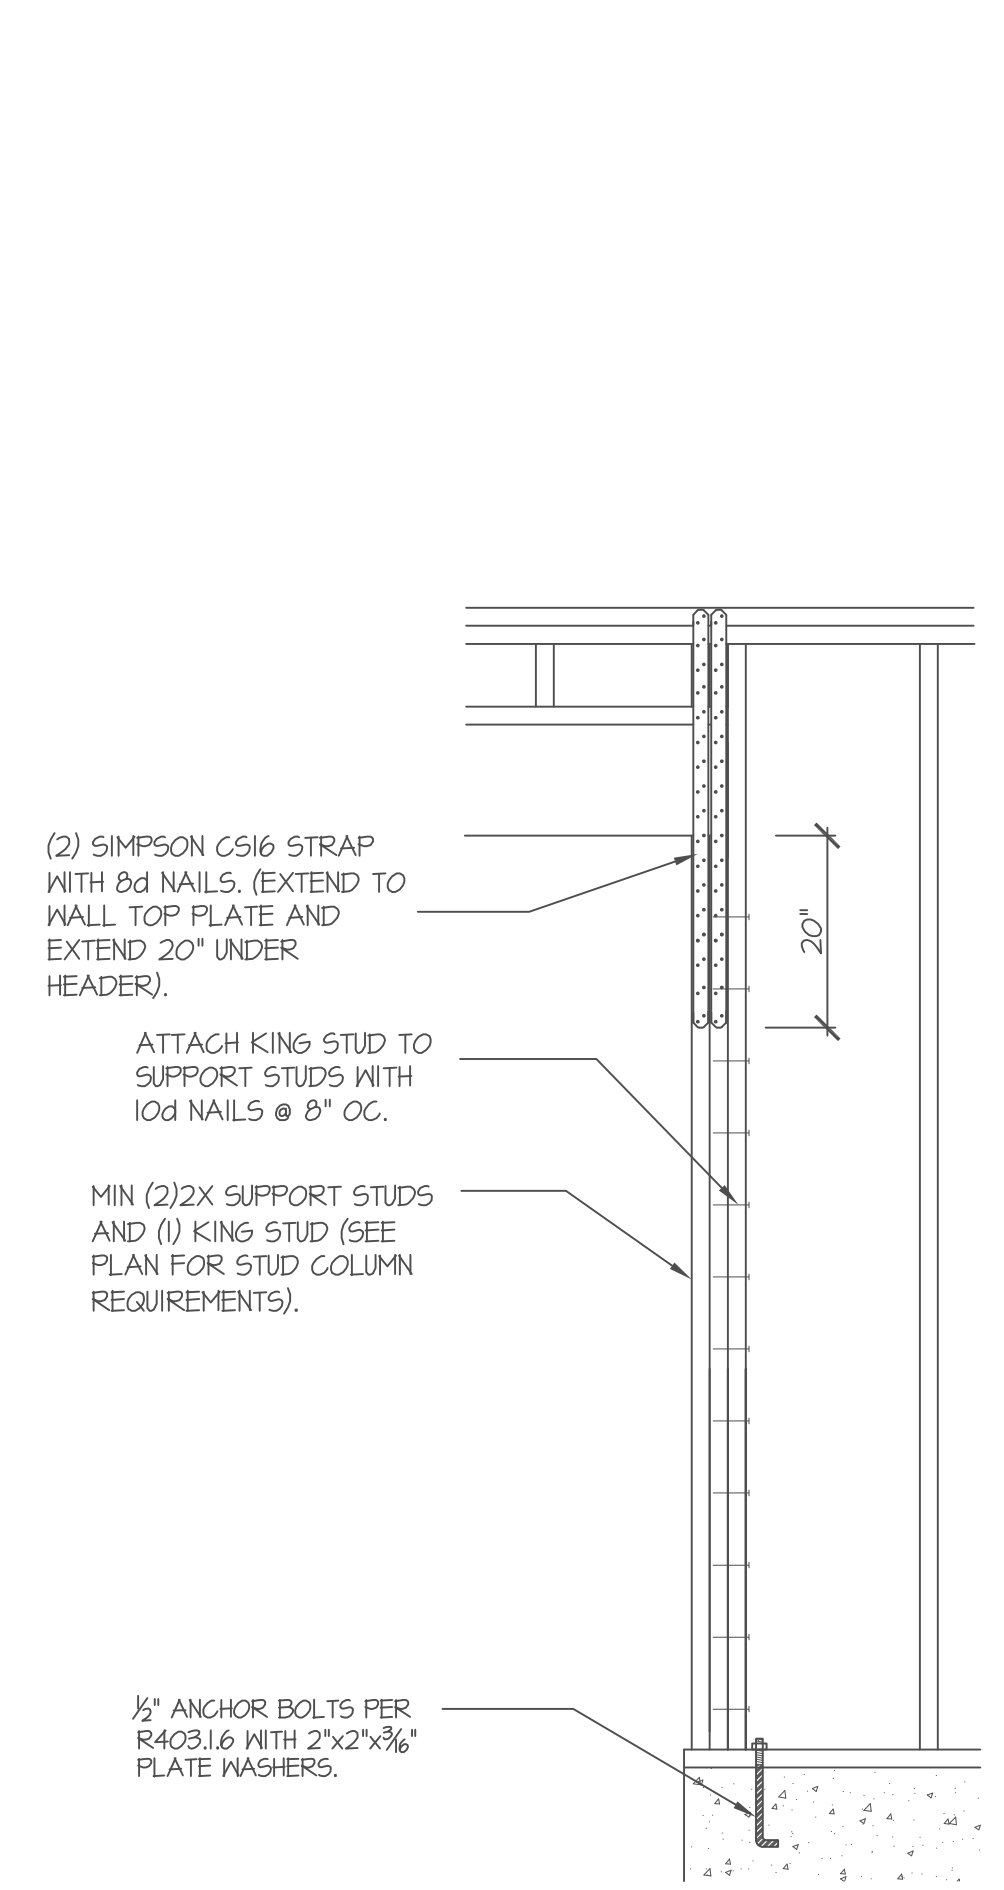 (2) SIMPSON CS16 STRAP
WITH 8d NAILS. (EXTEND TO
WALL TOP PLATE AND
EXTEND 20" UNDER
HEADER).
20"
ATTACH KING STUD TO
SUPPORT STUDS WITH
10d NAILS @ 8" OC.
MIN (2)2X SUPPORT STUDS
AND (1) KING STUD (SEE
PLAN FOR STUD COLUMN
REQUIREMENTS).
½" ANCHOR BOLTS PER
R403.1.6 WITH 2"x2"x3⁄16"
PLATE WASHERS.